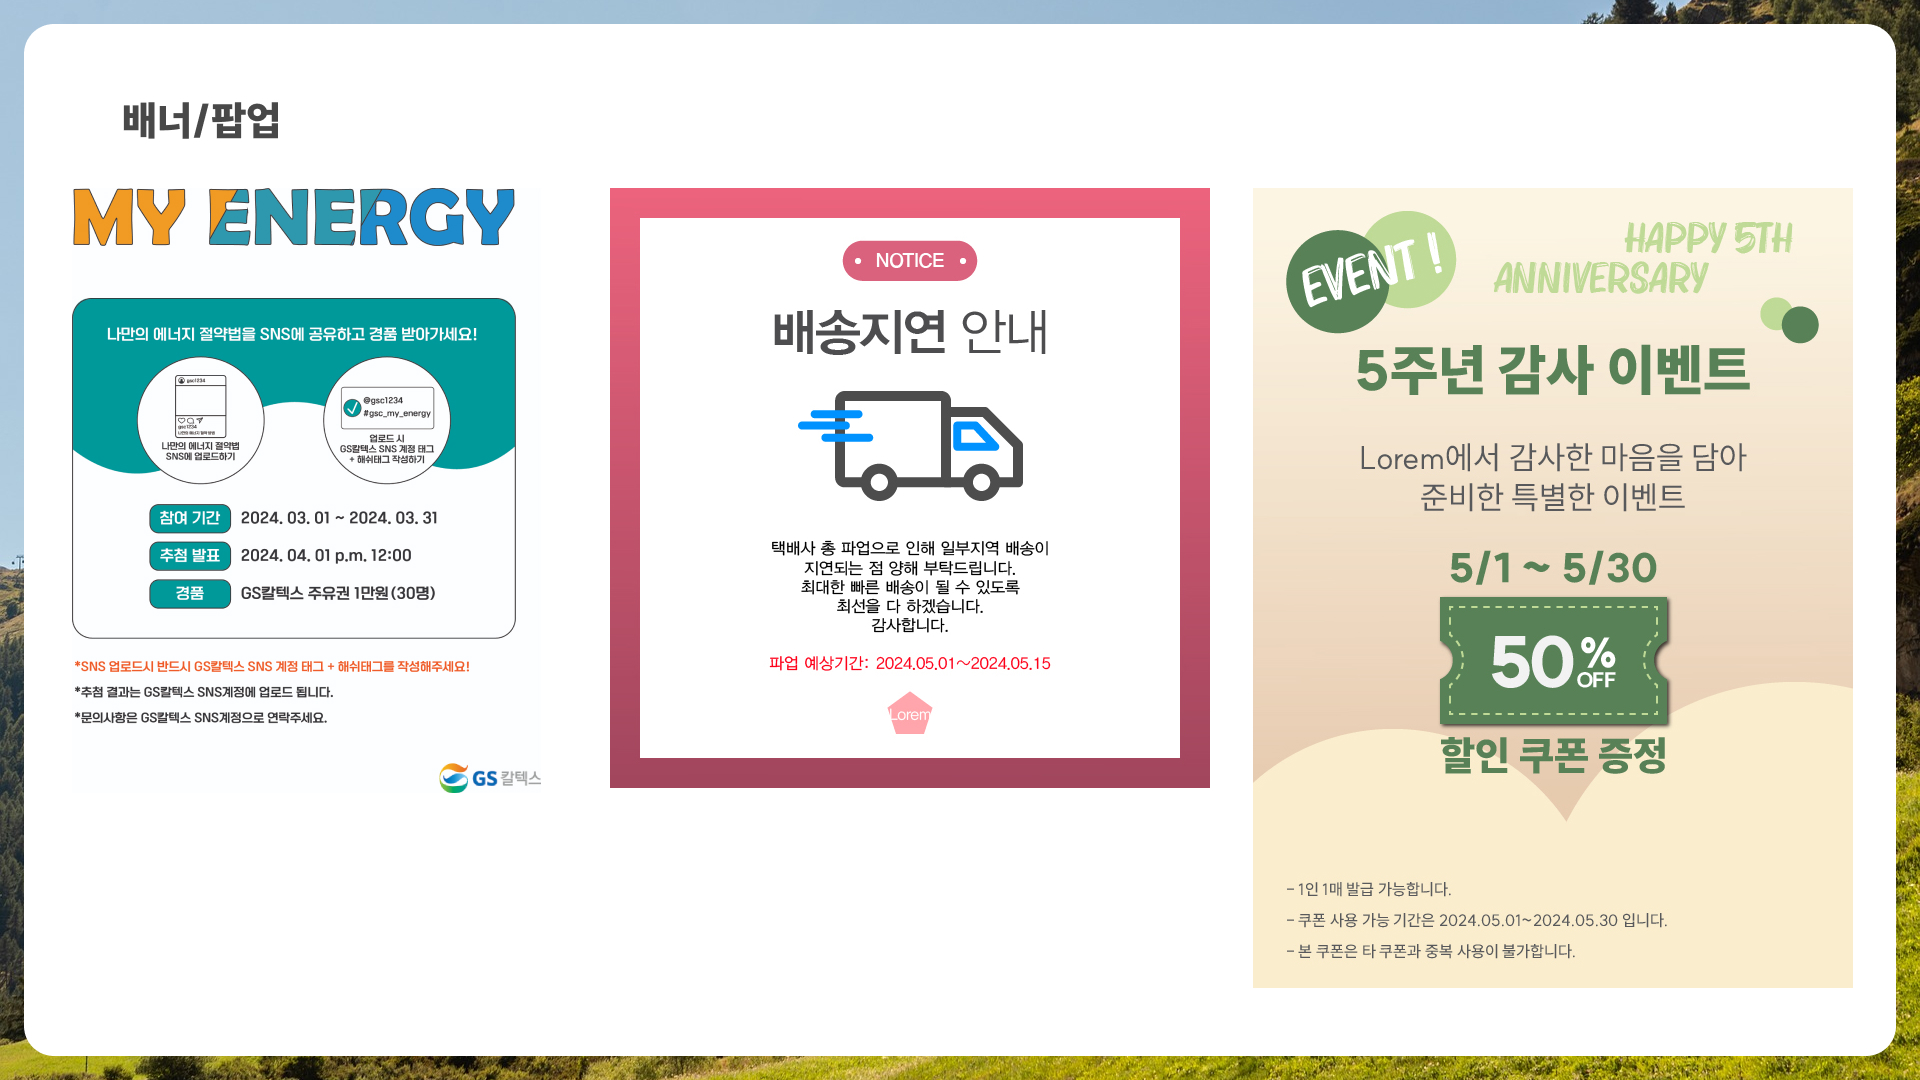 배너/팝업
MY ENERGY
나만의 에너지 절약법을 SNS에 공유하고 경품 받아가세요!
gsc1234
gsc1234
나만의 에너지 절약 방법
나만의 에너지 절약법
SNS에 업로드하기
@gsc1234
#gsc_my_energy
업로드 시
GS칼텍스 SNS 계정 태그
+ 해쉬태그 작성하기
참여 기간 2024. 03. 01 ~ 2024. 03. 31
추첨 발표 2024. 04. 01 p.m. 12:00
경품 GS칼텍스 주유권 1만원(30명)
*SNS 업로드시 반드시 GS칼텍스 SNS 계정 태그 + 해쉬태그를 작성해주세요!
*추첨 결과는 GS칼텍스 SNS계정에 업로드 됩니다.
*문의사항은 GS칼텍스 SNS계정으로 연락주세요.
GS칼텍스
NOTICE
배송지연 안내
택배사 총 파업으로 인해 일부지역 배송이
지연되는 점 양해 부탁드립니다.
최대한 빠른 배송이 될 수 있도록
최선을 다 하겠습니다.
감사합니다.
파업 예상기간: 2024.05.01~2024.05.15
Lorem
EVENT !
HAPPY 5TH
ANNIVERSARY
5주년 감사 이벤트
Lorem에서 감사한 마음을 담아
준비한 특별한 이벤트
5/1 ~ 5/30
50% OFF
할인 쿠폰 증정
- 1인 1매 발급 가능합니다.
- 쿠폰 사용 가능 기간은 2024.05.01~2024.05.30 입니다.
- 본 쿠폰은 타 쿠폰과 중복 사용이 불가합니다.